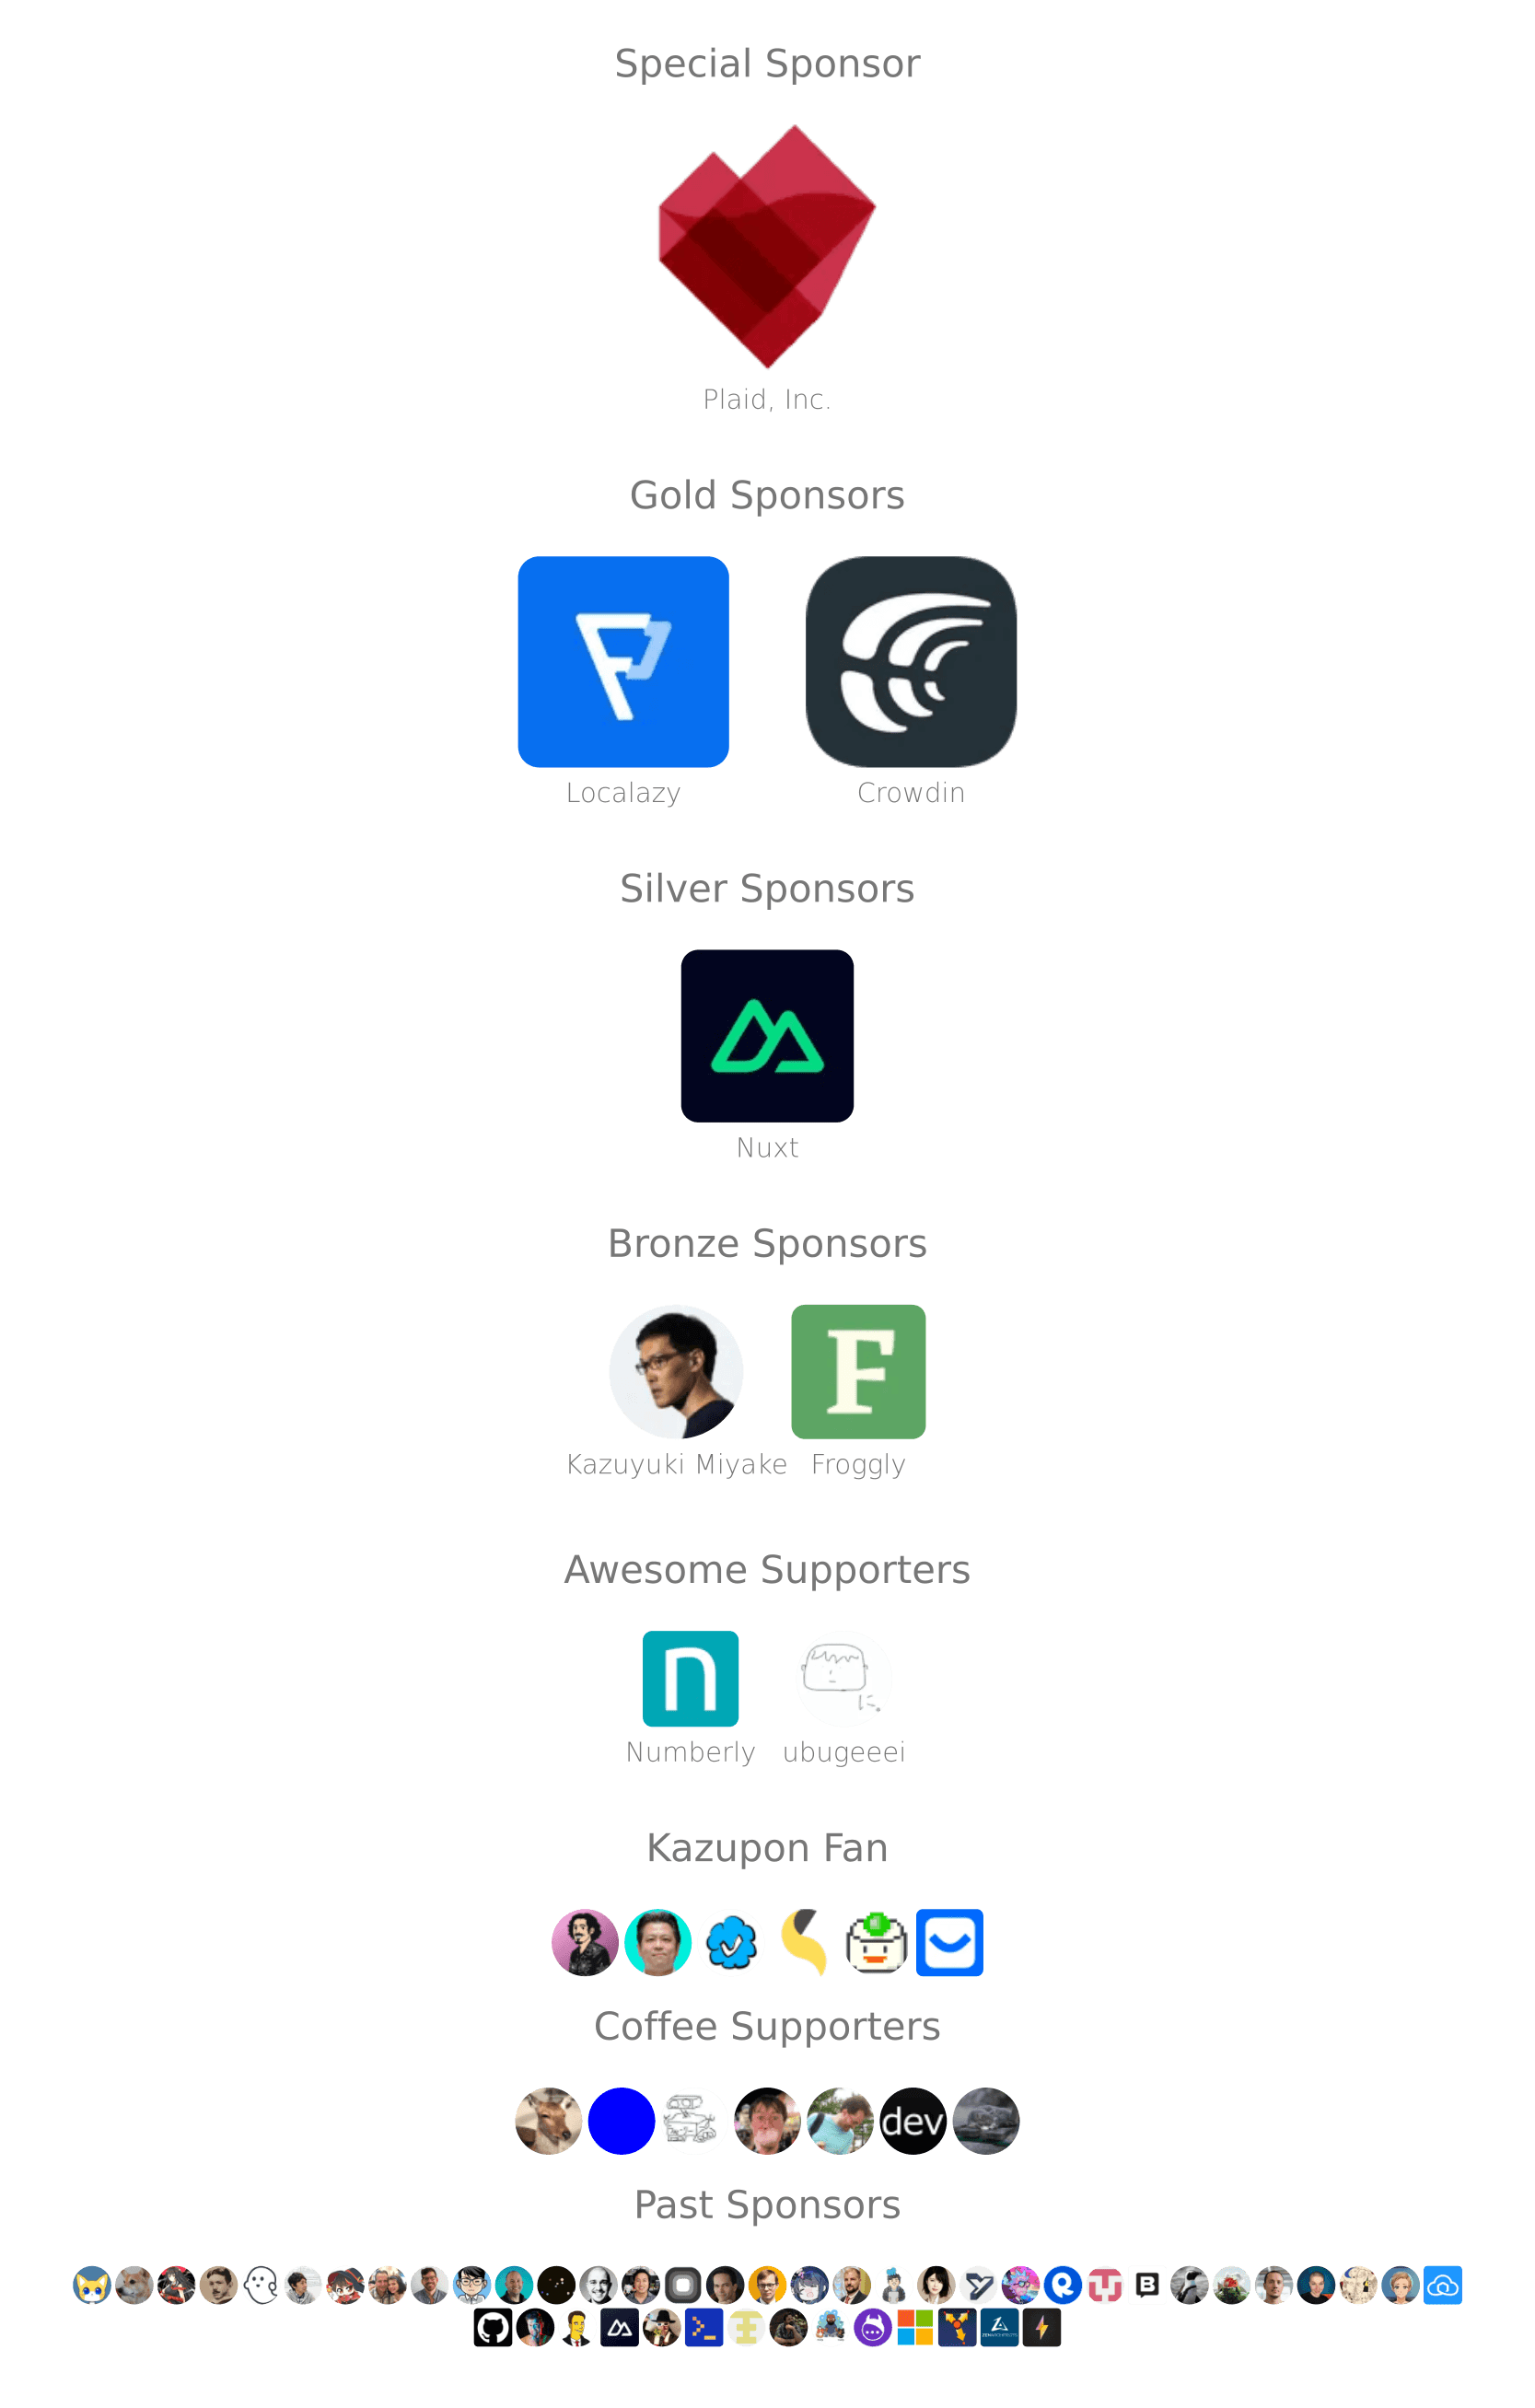 Special Sponsor
Plaid, Inc.
Gold Sponsors
Localazy
Crowdin
Silver Sponsors
Nuxt
Bronze Sponsors
F
Kazuyuki Miyake
Froggly
Awesome Supporters
n
に.
Numberly
ubugeeei
Kazupon Fan
Coffee Supporters
dev
Past Sponsors
B